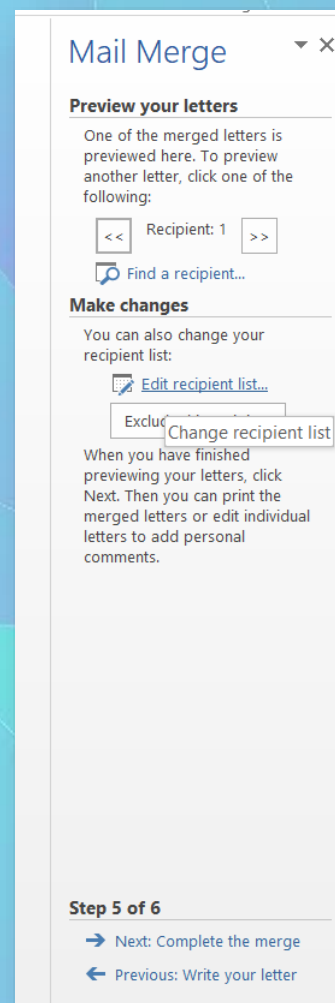 Mail Merge
Preview your letters
One of the merged letters is
previewed here. To preview
another letter, click one of the
following:
<< Recipient: 1 >>
Find a recipient...
Make changes
You can also change your
recipient list:
Edit recipient list...
Change recipient list
When you have finished
previewing your letters, click
Next. Then you can print the
merged letters or edit individual
letters to add personal
comments.
Step 5 of 6
Next: Complete the merge
Previous: Write your letter